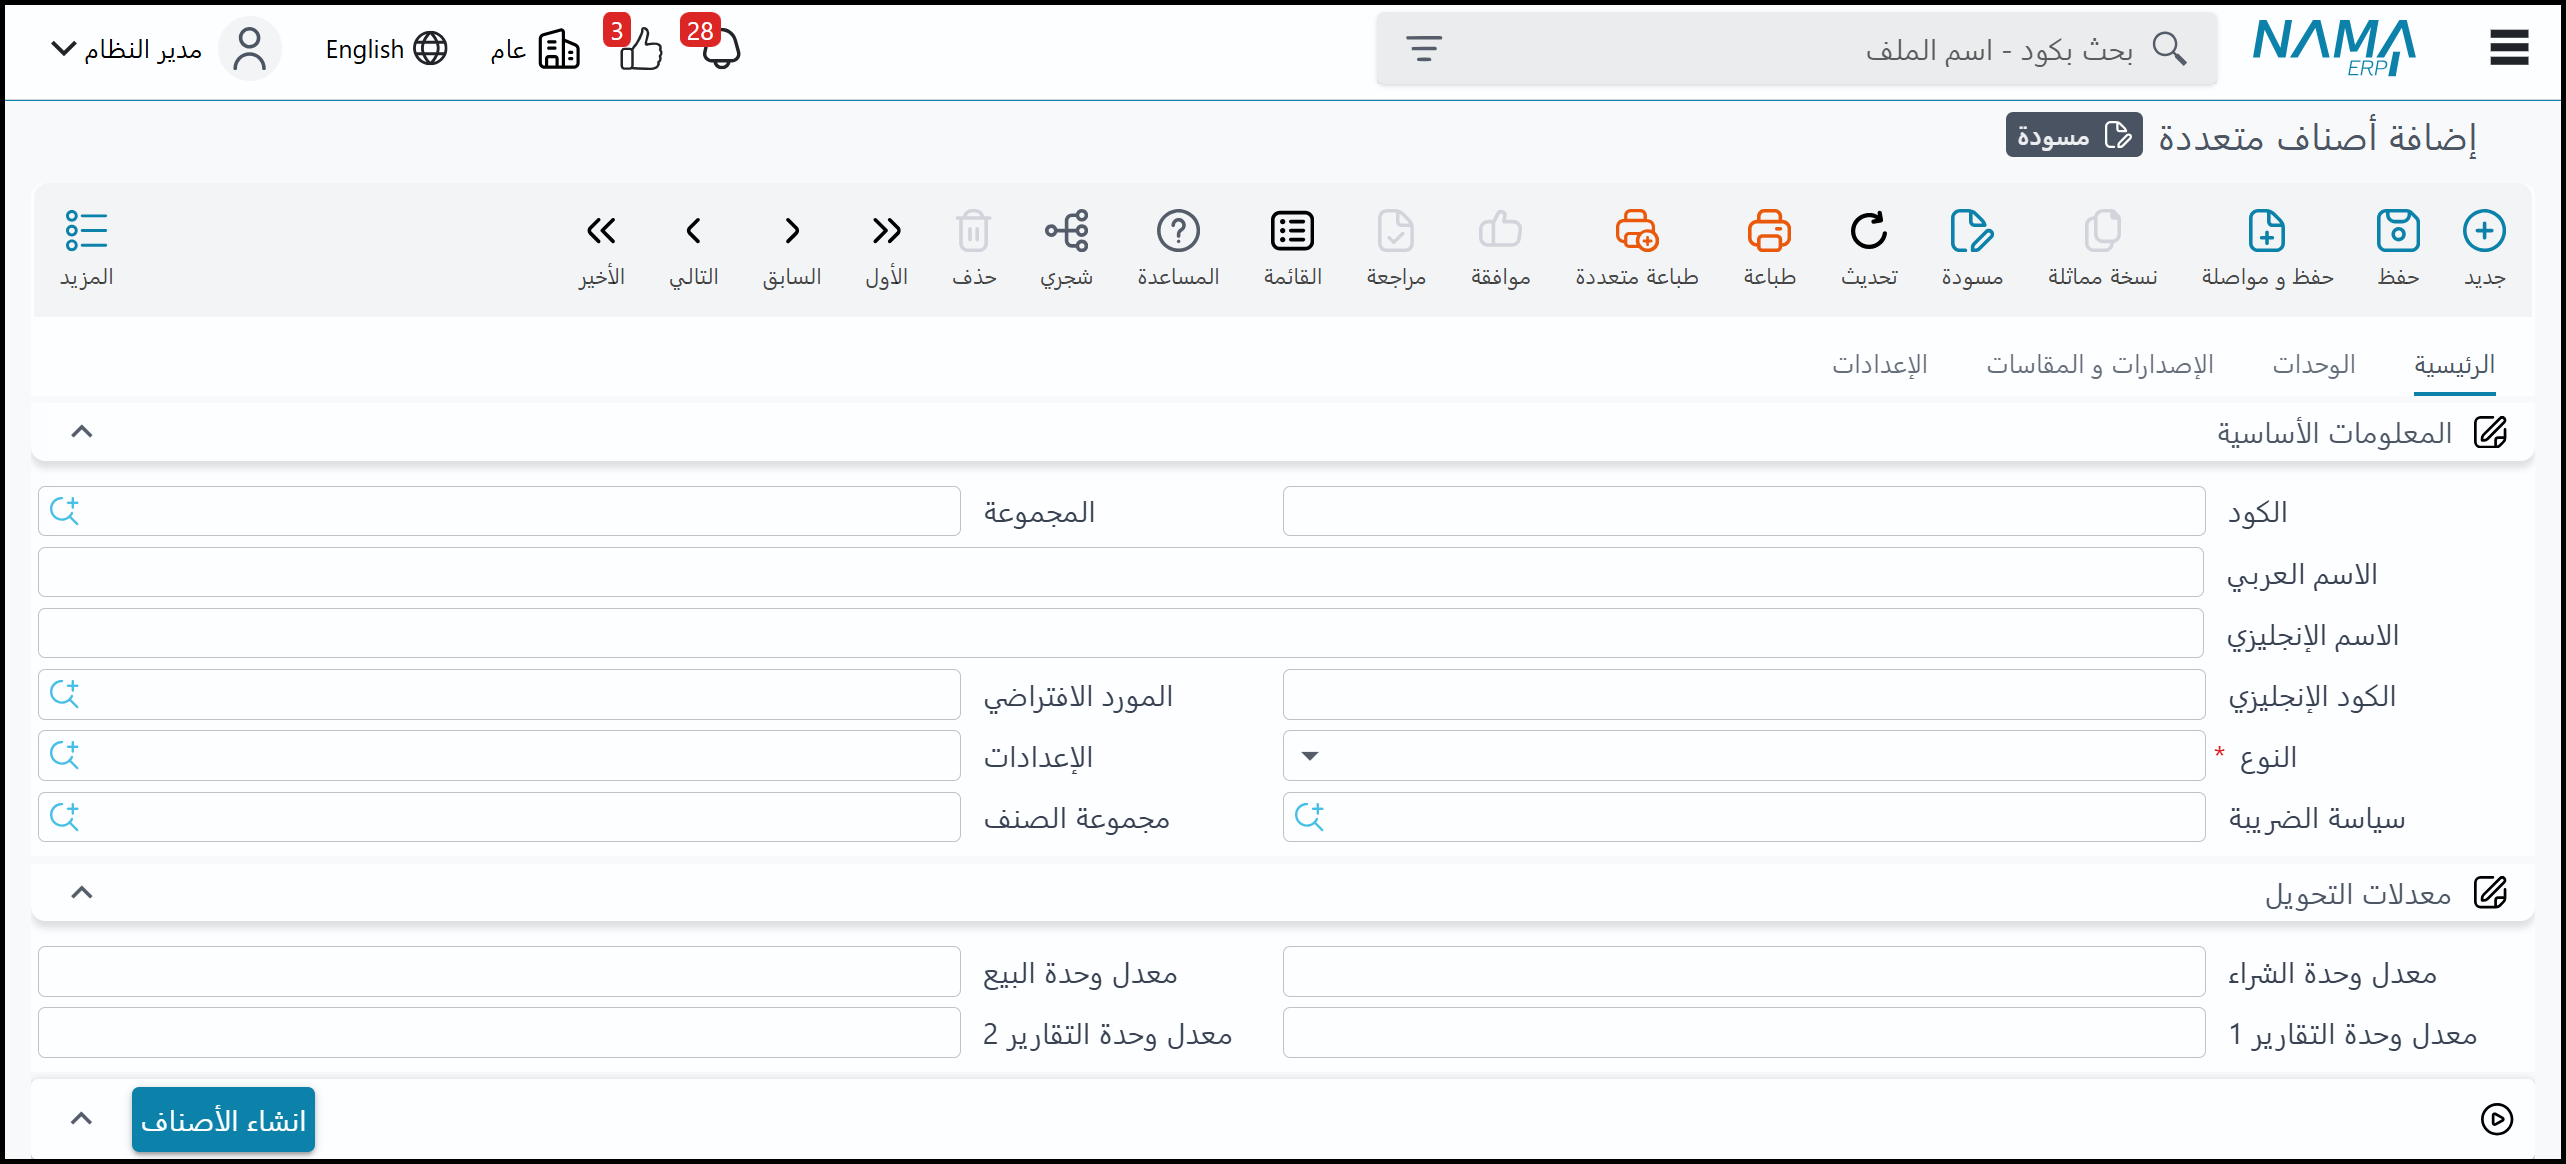 NAMA ERP
بحث بكود - اسم الملف
28
3
عام
English
مدير النظام
إضافة أصناف متعددة
مسودة
جديد
حفظ
حفظ و مواصلة
نسخة مماثلة
مسودة
تحديث
طباعة
طباعة متعددة
موافقة
مراجعة
القائمة
المساعدة
شجري
حذف
الأول
السابق
التالي
الأخير
المزيد
الرئيسية
الوحدات
الإصدارات و المقاسات
الإعدادات
المعلومات الأساسية
الكود
المجموعة
الاسم العربي
الاسم الإنجليزي
الكود الإنجليزي
المورد الافتراضي
النوع *
الإعدادات
سياسة الضريبة
مجموعة الصنف
معدلات التحويل
معدل وحدة الشراء
معدل وحدة البيع
معدل وحدة التقارير 1
معدل وحدة التقارير 2
انشاء الأصناف